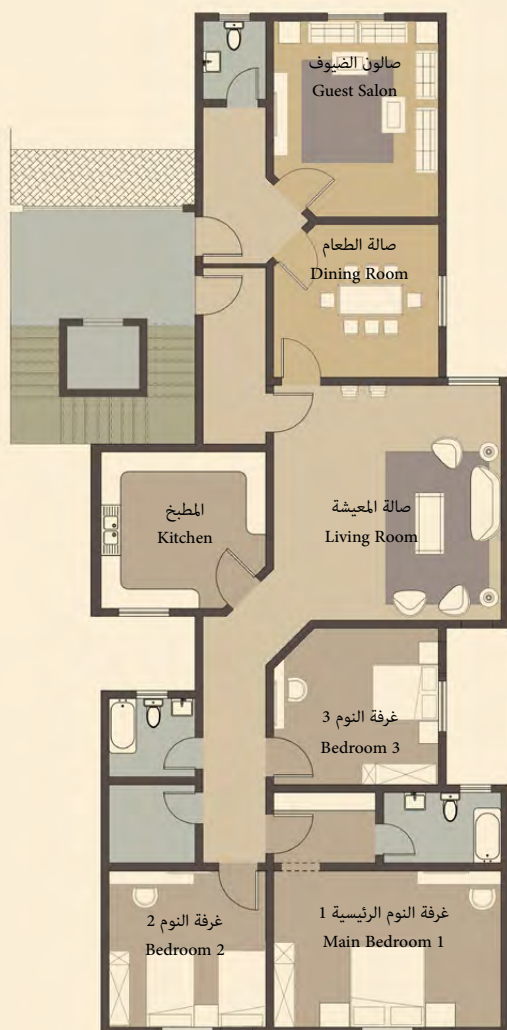 صالون الضيوف
Guest Salon
صالة الطعام
Dining Room
المطبخ
Kitchen
صالة المعيشة
Living Room
غرفة النوم 3
Bedroom 3
غرفة النوم 2
Bedroom 2
غرفة النوم الرئيسية 1
Main Bedroom 1